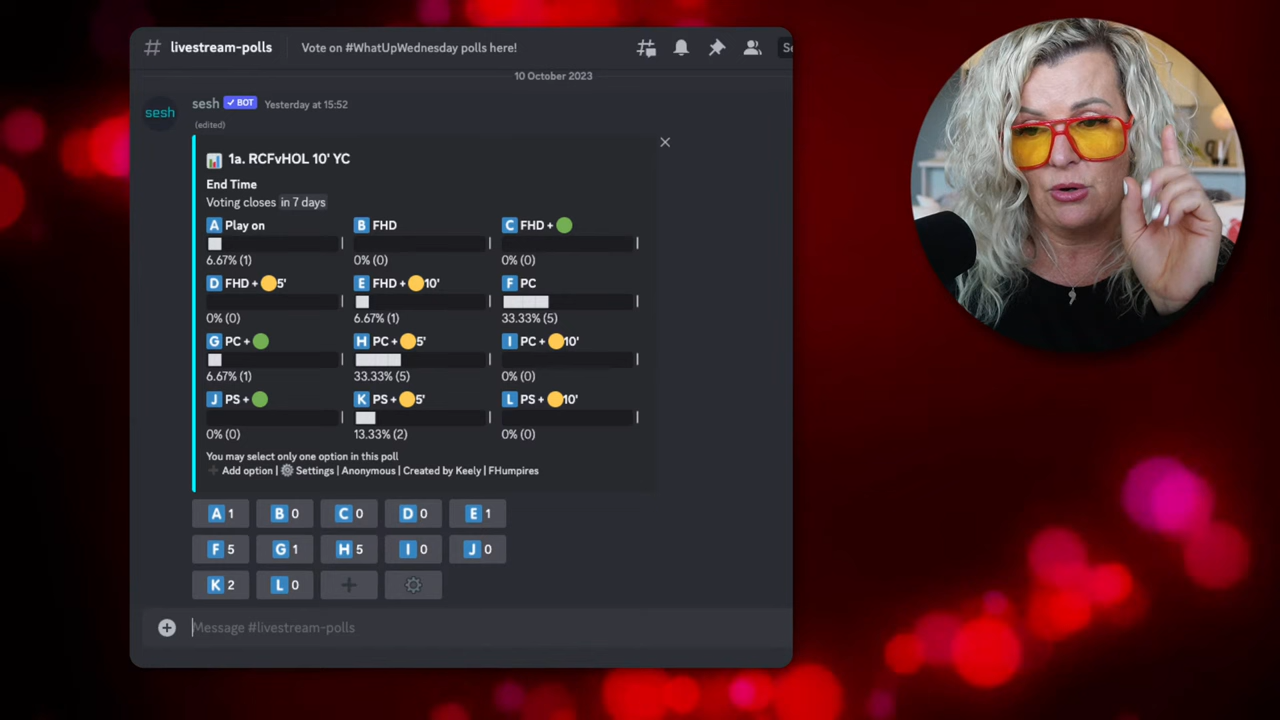 # livestream-polls Vote on #WhatUpWednesday polls here! Se
10 October 2023
sesh
sesh ✓ BOT Yesterday at 15:52
(edited)
1a. RCFvHOL 10' YC
End Time
Voting closes in 7 days
A Play on B FHD C FHD + 🟢
6.67% (1) 0% (0) 0% (0)
D FHD + 🟡5' E FHD + 🟡10' F PC
0% (0) 6.67% (1) 33.33% (5)
G PC + 🟢 H PC + 🟡5' I PC + 🟡10'
6.67% (1) 33.33% (5) 0% (0)
J PS + 🟢 K PS + 🟡5' L PS + 🟡10'
0% (0) 13.33% (2) 0% (0)
You may select only one option in this poll
➕ Add option | ⚙️ Settings | Anonymous | Created by Keely | FHumpires
A 1 B 0 C 0 D 0 E 1
F 5 G 1 H 5 I 0 J 0
K 2 L 0
Message #livestream-polls